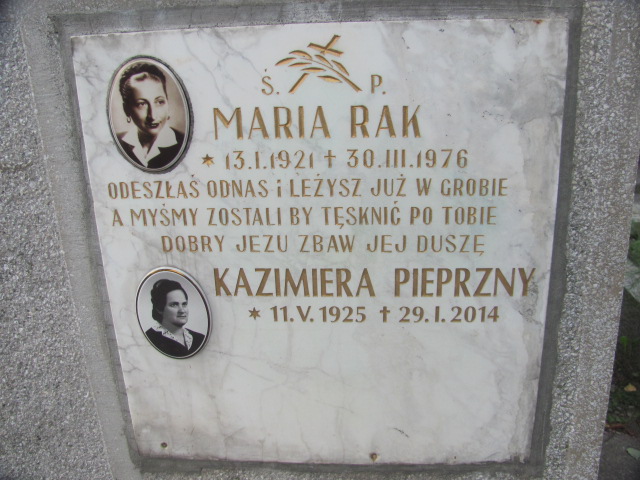 Ś. P.
MARIA RAK
* 13.I.1921 † 30.III.1976
ODESZŁAŚ ODNAS i LEŻYSZ JUŻ W GROBIE
A MYŚMY ZOSTALI BY TĘSKNIĆ PO TOBIE
DOBRY JEZU ZBAW JEJ DUSZĘ
KAZIMIERA PIEPRZNY
* 11.V.1925 † 29.I.2014